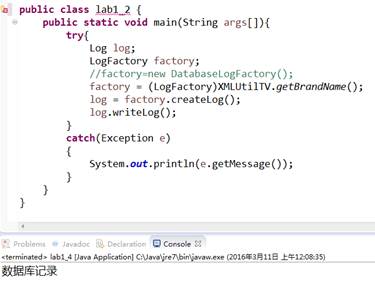 public class lab1_2 {
public static void main(String args[]){
try{
Log log;
LogFactory factory;
//factory=new DatabaseLogFactory();
factory = (LogFactory)XMLUtilTV.getBrandName();
log = factory.createLog();
log.writeLog();
}
catch(Exception e)
{
System.out.println(e.getMessage());
}
}
}
Problems @ Javadoc Declaration Console
<terminated> lab1_4 [Java Application] C:\Java\jre7\bin\javaw.exe (2016年3月11日 上午12:08:35)
数据库记录